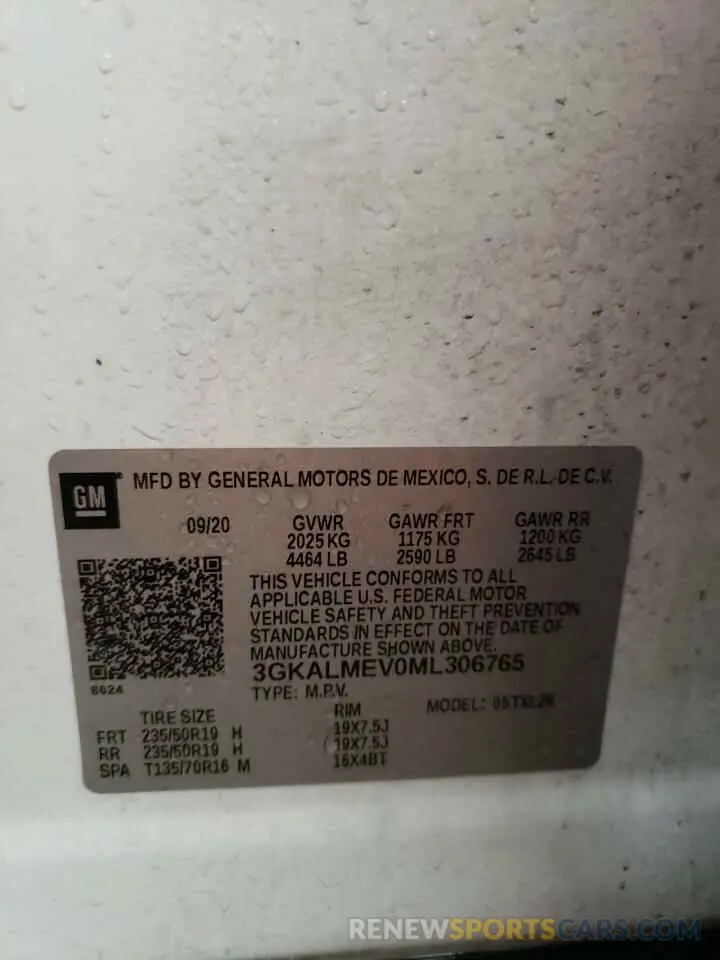 GM
MFD BY GENERAL MOTORS DE MEXICO, S. DE R.L. DE C.V.
09/20 GVWR GAWR FRT GAWR RR
2025 KG 1175 KG 1200 KG
4464 LB 2590 LB 2645 LB
THIS VEHICLE CONFORMS TO ALL
APPLICABLE U.S. FEDERAL MOTOR
VEHICLE SAFETY AND THEFT PREVENTION
STANDARDS IN EFFECT ON THE DATE OF
MANUFACTURE SHOWN ABOVE.
3GKALMEV0ML306765
8624
TYPE: M.P.V. MODEL:
TIRE SIZE RIM
FRT 235/50R19 H 19X7.5J
RR 235/50R19 H 19X7.5J
SPA T135/70R16 M 16X4BT
RENEWSPORTSCARS.COM